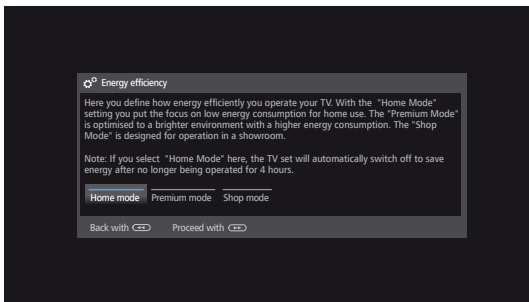 Energy efficiency
Here you define how energy efficiently you operate your TV. With the "Home Mode"
setting you put the focus on low energy consumption for home use. The "Premium Mode"
is optimised to a brighter environment with a higher energy consumption. The "Shop
Mode" is designed for operation in a showroom.
Note: If you select "Home Mode" here, the TV set will automatically switch off to save
energy after no longer being operated for 4 hours.
Home mode Premium mode Shop mode
Back with Proceed with